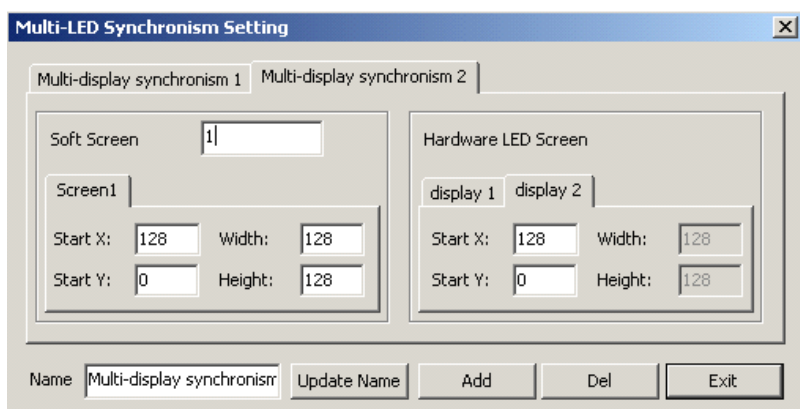 Multi-LED Synchronism Setting
Multi-display synchronism 1 Multi-display synchronism 2
Soft Screen 1 Hardware LED Screen
Screen1 display 1 display 2
Start X: 128 Width: 128 Start X: 128 Width: 128
Start Y: 0 Height: 128 Start Y: 0 Height: 128
Name Multi-display synchronism Update Name Add Del Exit